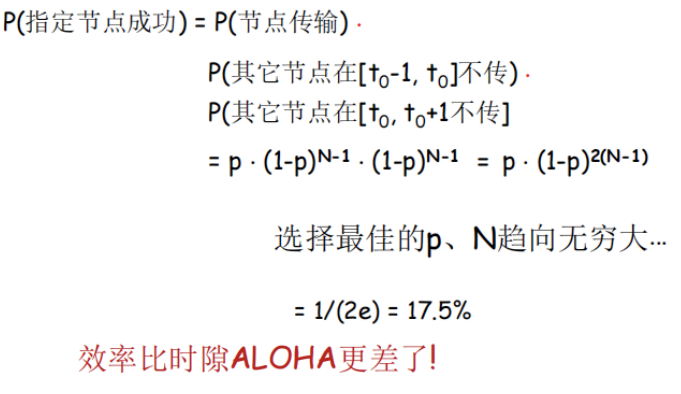 P(指定节点成功) = P(节点传输) ·
P(其它节点在[t₀-1, t₀]不传) ·
P(其它节点在[t₀, t₀+1不传]
= p · (1-p)ᴺ⁻¹ · (1-p)ᴺ⁻¹ = p · (1-p)²⁽ᴺ⁻¹⁾
选择最佳的p、N趋向无穷大...
= 1/(2e) = 17.5%
效率比时隙ALOHA更差了!